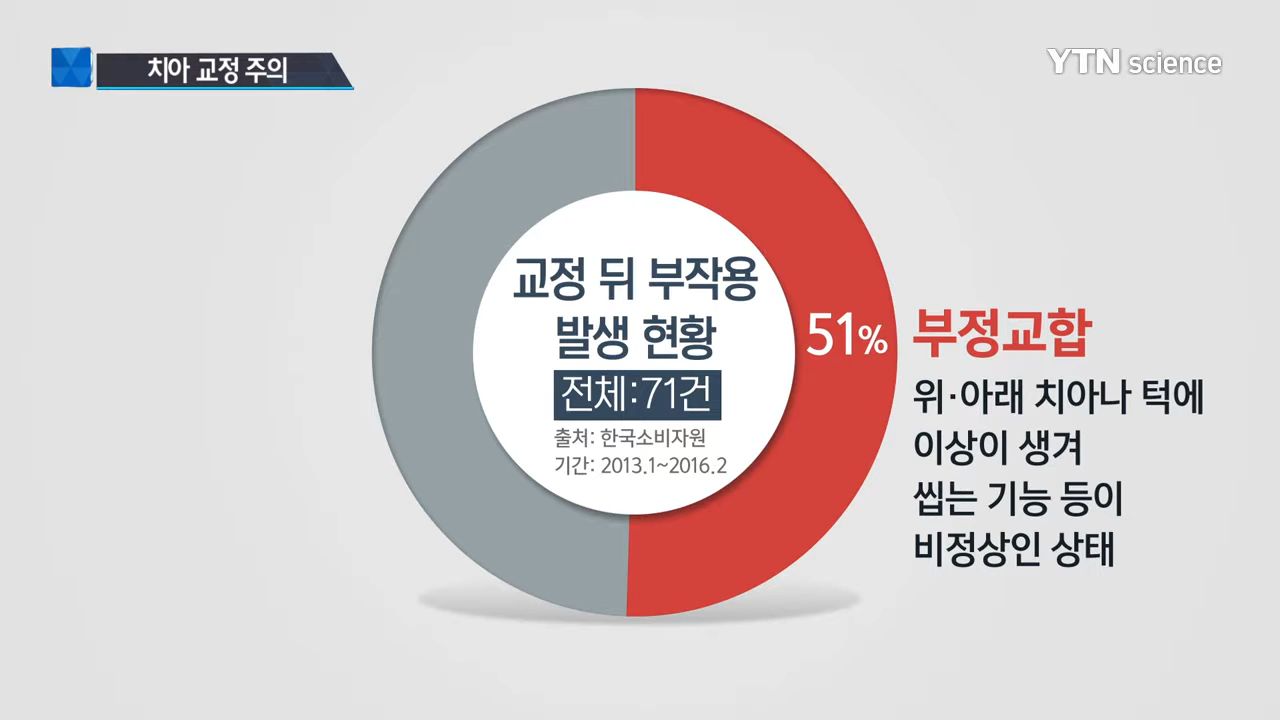 치아 교정 주의
YTN science
교정 뒤 부작용
발생 현황
전체:71건
출처: 한국소비자원
기간: 2013.1~2016.2
51%
부정교합
위·아래 치아나 턱에
이상이 생겨
씹는 기능 등이
비정상인 상태